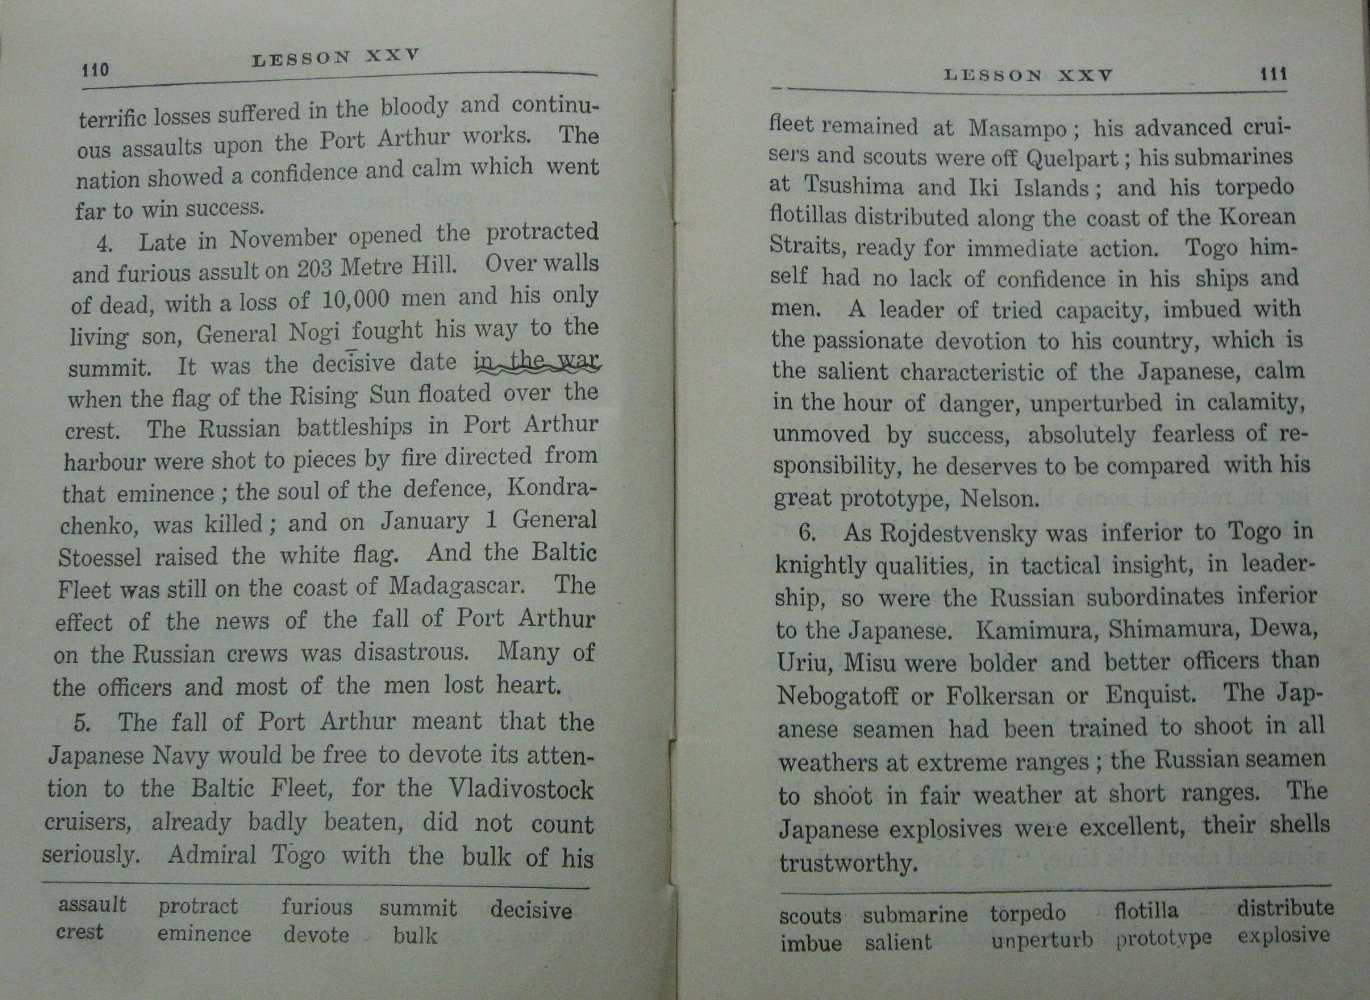 110
LESSON XXV
terrific losses suffered in the bloody and continu-
ous assaults upon the Port Arthur works. The
nation showed a confidence and calm which went
far to win success.
4. Late in November opened the protracted
and furious assult on 203 Metre Hill. Over walls
of dead, with a loss of 10,000 men and his only
living son, General Nogi fought his way to the
summit. It was the decisive date in the war
when the flag of the Rising Sun floated over the
crest. The Russian battleships in Port Arthur
harbour were shot to pieces by fire directed from
that eminence; the soul of the defence, Kondra-
chenko, was killed; and on January 1 General
Stoessel raised the white flag. And the Baltic
Fleet was still on the coast of Madagascar. The
effect of the news of the fall of Port Arthur
on the Russian crews was disastrous. Many of
the officers and most of the men lost heart.
5. The fall of Port Arthur meant that the
Japanese Navy would be free to devote its atten-
tion to the Baltic Fleet, for the Vladivostock
cruisers, already badly beaten, did not count
seriously. Admiral Togo with the bulk of his
assault protract furious summit decisive
crest eminence devote bulk
LESSON XXV
111
fleet remained at Masampo; his advanced crui-
sers and scouts were off Quelpart; his submarines
at Tsushima and Iki Islands; and his torpedo
flotillas distributed along the coast of the Korean
Straits, ready for immediate action. Togo him-
self had no lack of confidence in his ships and
men. A leader of tried capacity, imbued with
the passionate devotion to his country, which is
the salient characteristic of the Japanese, calm
in the hour of danger, unperturbed in calamity,
unmoved by success, absolutely fearless of re-
sponsibility, he deserves to be compared with his
great prototype, Nelson.
6. As Rojdestvensky was inferior to Togo in
knightly qualities, in tactical insight, in leader-
ship, so were the Russian subordinates inferior
to the Japanese. Kamimura, Shimamura, Dewa,
Uriu, Misu were bolder and better officers than
Nebogatoff or Folkersan or Enquist. The Jap-
anese seamen had been trained to shoot in all
weathers at extreme ranges; the Russian seamen
to shoot in fair weather at short ranges. The
Japanese explosives were excellent, their shells
trustworthy.
scouts submarine torpedo flotilla distribute
imbue salient unperturb prototype explosive